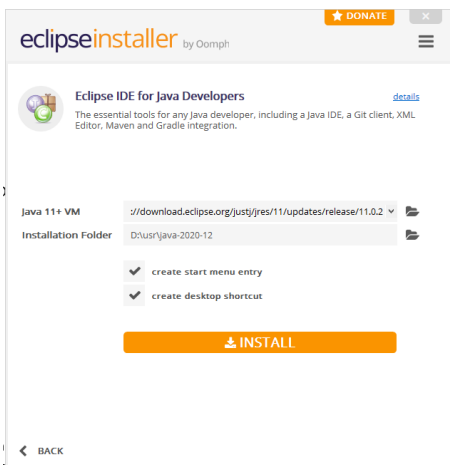 ★ DONATE
eclipseinstaller by Oomph
Eclipse IDE for Java Developers
details
The essential tools for any Java developer, including a Java IDE, a Git client, XML
Editor, Maven and Gradle integration.
Java 11+ VM ://download.eclipse.org/justj/jres/11/updates/release/11.0.2
Installation Folder D:\usr\java-2020-12
create start menu entry
create desktop shortcut
INSTALL
BACK